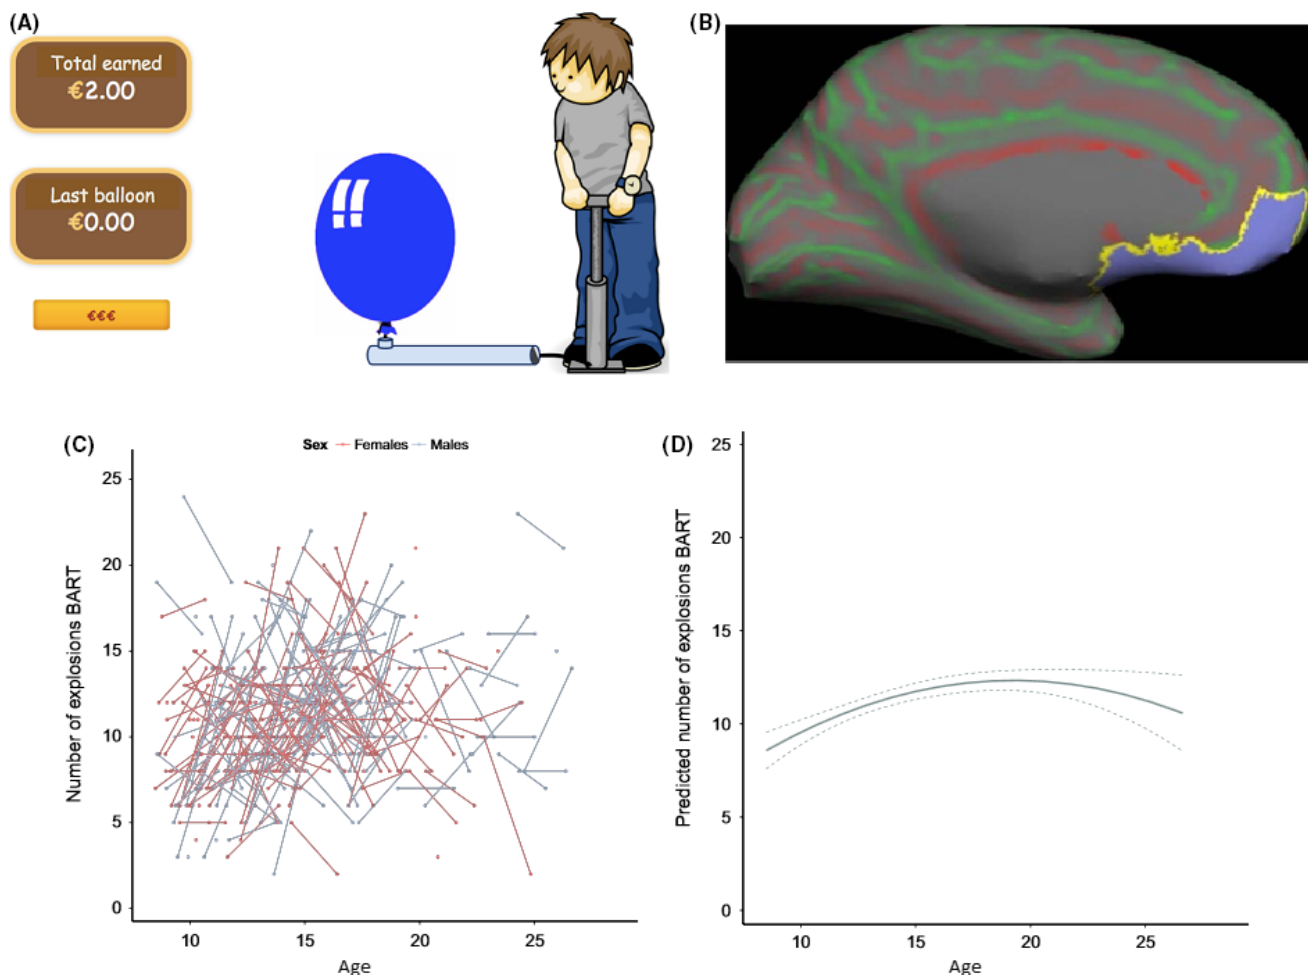 (A)
Total earned
€2.00
Last balloon
€0.00
€€€
(B)
(C)
Sex Females Males
Number of explosions BART
25
20
15
10
5
0
10 15 20 25
Age
(D)
Predicted number of explosions BART
25
20
15
10
5
0
10 15 20 25
Age